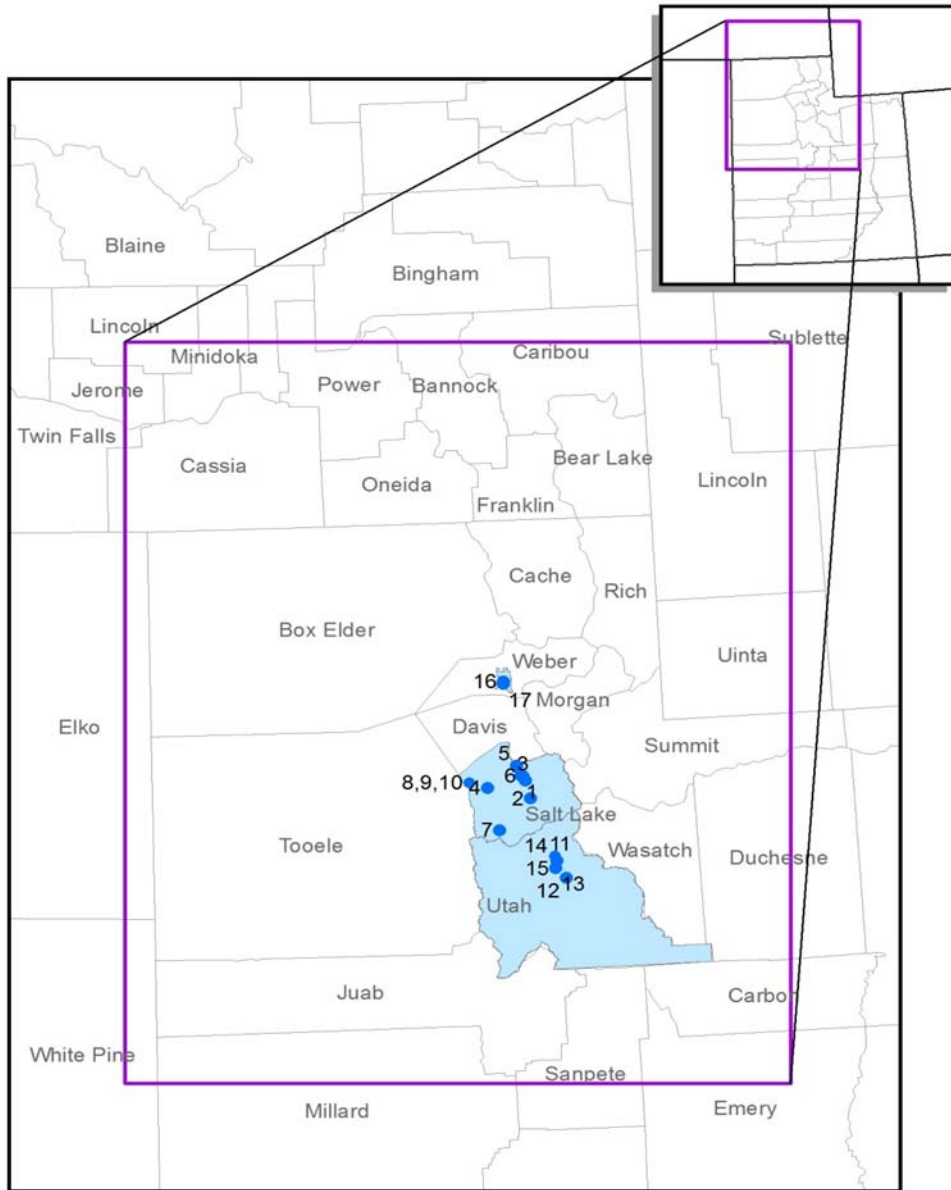 Blaine
Bingham
Lincoln
Sublette
Minidoka
Caribou
Jerome
Power
Bannock
Twin Falls
Cassia
Bear Lake
Oneida
Lincoln
Franklin
Cache
Rich
Box Elder
Weber
Uinta
16
17
Morgan
Elko
Davis
Summit
5
3
6
8,9,10
4
1
2
Salt Lake
7
Tooele
14
11
Wasatch
Duchesne
15
12
13
Utah
Juab
Carbon
White Pine
Sanpete
Millard
Emery